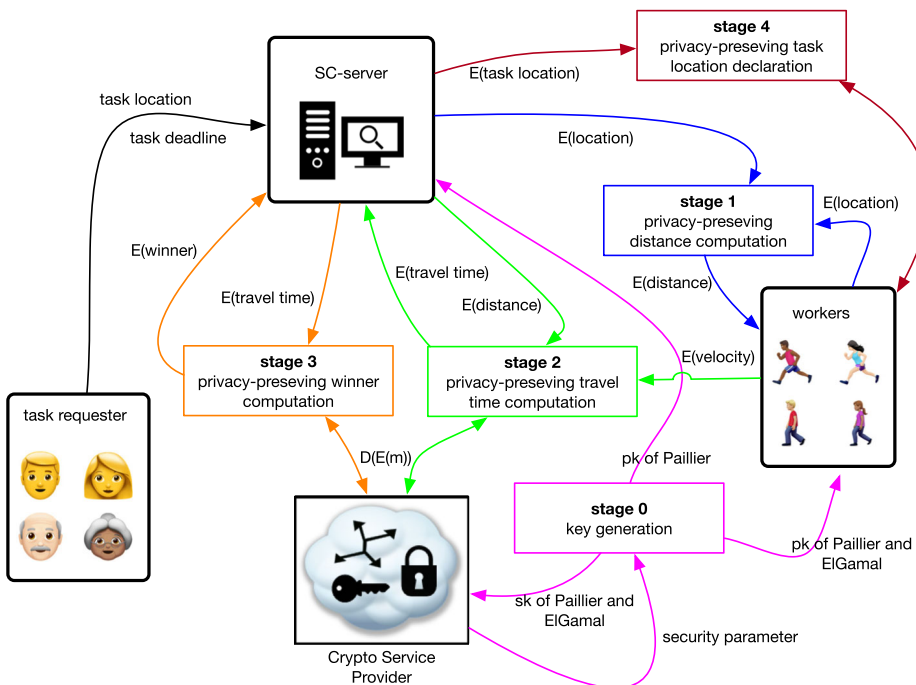 stage 4
privacy-preseving task
location declaration
SC-server
E(task location)
task location
task deadline
E(location)
stage 1
privacy-preseving
distance computation
E(location)
E(winner)
E(travel time)
E(travel time)
E(distance)
E(distance)
workers
stage 3
privacy-preseving winner
computation
stage 2
privacy-preseving travel
time computation
E(velocity)
task requester
D(E(m))
pk of Paillier
stage 0
key generation
pk of Paillier and
ElGamal
sk of Paillier and
ElGamal
security parameter
Crypto Service
Provider